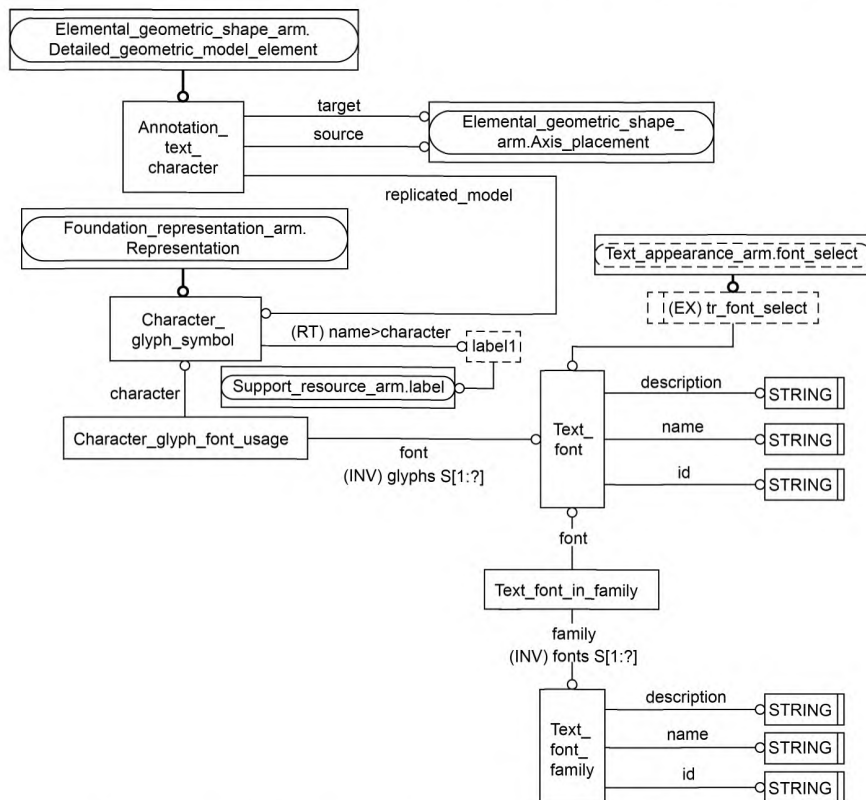 Elemental_geometric_shape_arm.
Detailed_geometric_model_element
Annotation_
text_
character
target
source
Elemental_geometric_shape_
arm.Axis_placement
replicated_model
Foundation_representation_arm.
Representation
Text_appearance_arm.font_select
(EX) tr_font_select
Character_
glyph_symbol
(RT) name>character
label1
Support_resource_arm.label
character
Character_glyph_font_usage
font
(INV) glyphs S[1:?]
Text_
font
description
STRING
name
STRING
id
STRING
font
Text_font_in_family
family
(INV) fonts S[1:?]
Text_
font_
family
description
STRING
name
STRING
id
STRING